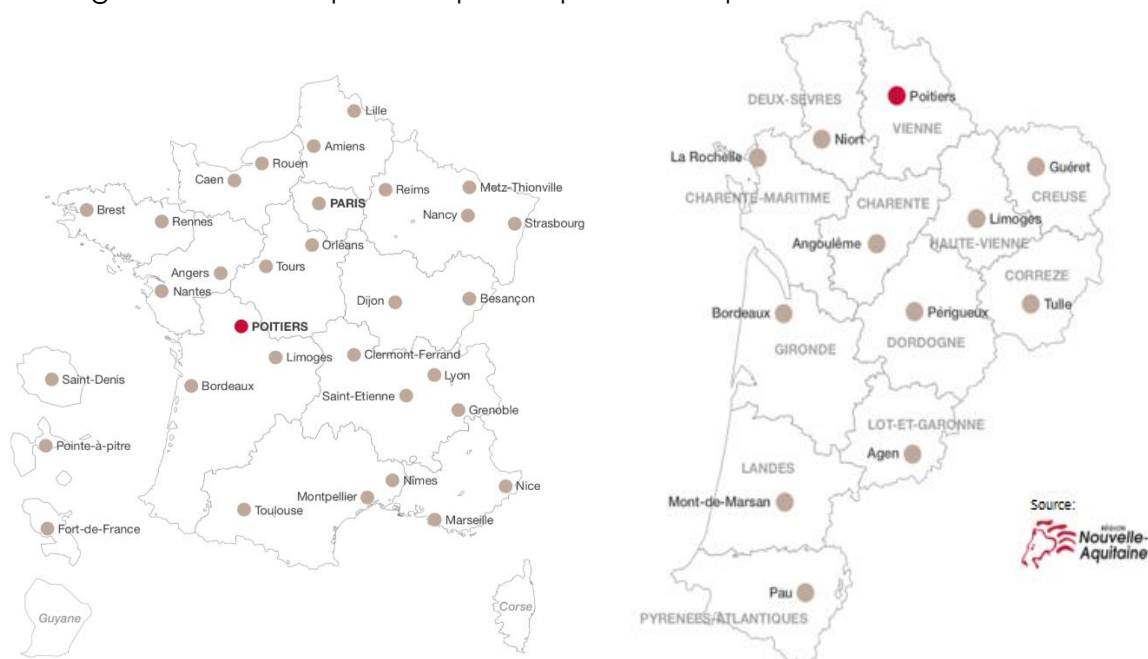 Lille
Amiens
Rouen
Caen
Reims
Metz-Thionville
PARIS
Nancy
Strasbourg
Brest
Rennes
Orléans
Angers
Tours
Nantes
Dijon
Besançon
POITIERS
Limoges
Clermont-Ferrand
Saint-Denis
Bordeaux
Lyon
Saint-Etienne
Grenoble
Pointe-à-pitre
Nîmes
Nice
Montpellier
Toulouse
Marseille
Fort-de-France
Guyane
Corse
DEUX-SEVRES
Poitiers
VIENNE
Niort
La Rochelle
Guéret
CREUSE
CHARENTE-MARITIME
CHARENTE
Limoges
Angoulême
HAUTE-VIENNE
CORREZE
Tulle
Bordeaux
Périgueux
GIRONDE
DORDOGNE
LOT-ET-GARONNE
Agen
LANDES
Mont-de-Marsan
Pau
PYRENEES-ATLANTIQUES
Source:
RÉGION
Nouvelle-
Aquitaine